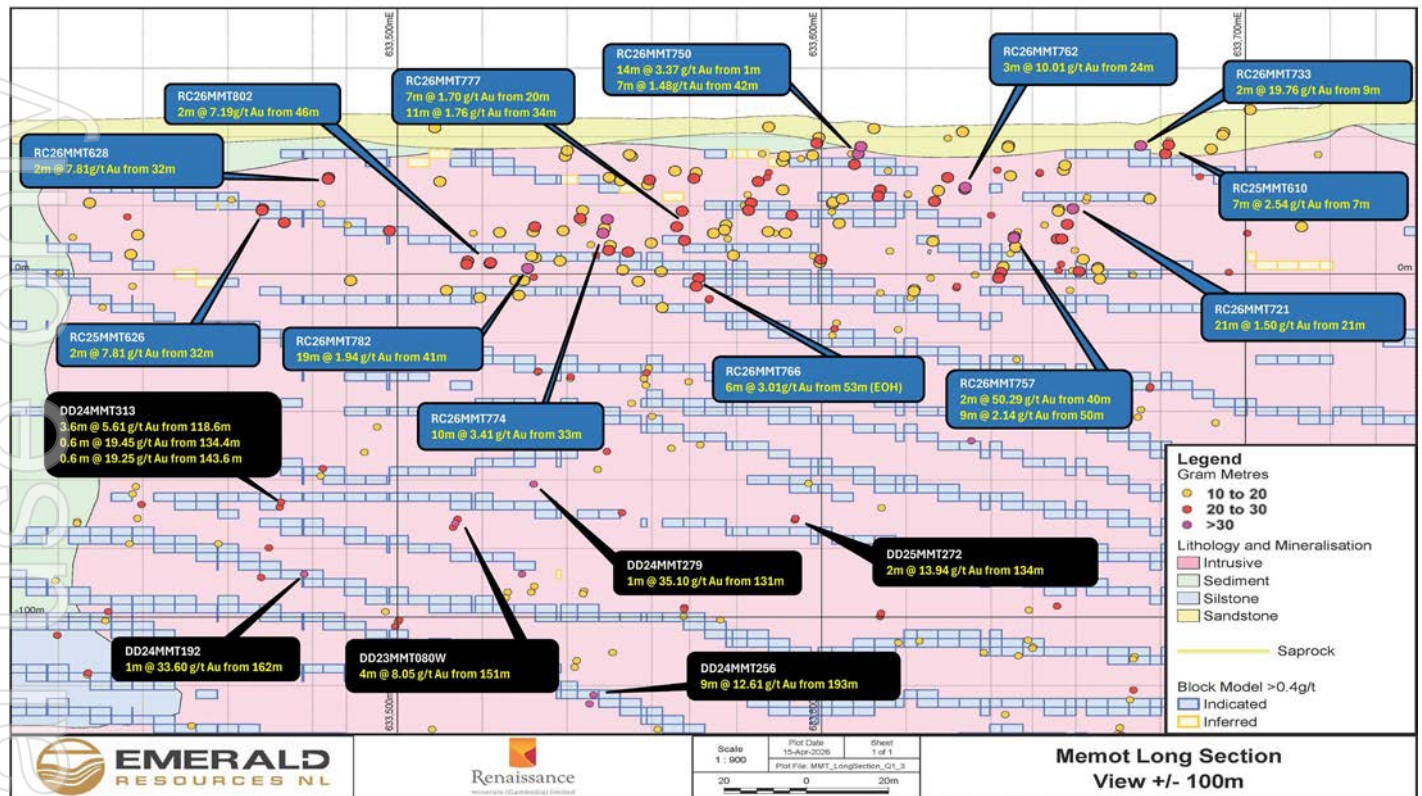 633,500mE
633,600mE
633,700mE
RC26MMT750
14m @ 3.37 g/t Au from 1m
7m @ 1.48g/t Au from 42m
RC26MMT762
3m @ 10.01 g/t Au from 24m
RC26MMT733
2m @ 19.76 g/t Au from 9m
RC26MMT777
7m @ 1.70 g/t Au from 20m
11m @ 1.76 g/t Au from 34m
RC26MMT802
2m @ 7.19g/t Au from 46m
RC26MMT628
2m @ 7.81g/t Au from 32m
RC25MMT610
7m @ 2.54 g/t Au from 7m
0m
0m
RC25MMT626
2m @ 7.81 g/t Au from 32m
RC26MMT782
19m @ 1.94 g/t Au from 41m
RC26MMT721
21m @ 1.50 g/t Au from 21m
RC26MMT766
6m @ 3.01g/t Au from 53m (EOH)
RC26MMT757
2m @ 50.29 g/t Au from 40m
9m @ 2.14 g/t Au from 50m
RC26MMT774
10m @ 3.41 g/t Au from 33m
DD24MMT313
3.6m @ 5.61 g/t Au from 118.6m
0.6 m @ 19.45 g/t Au from 134.4m
0.6 m @ 19.25 g/t Au from 143.6 m
DD24MMT279
1m @ 35.10 g/t Au from 131m
DD25MMT272
2m @ 13.94 g/t Au from 134m
-100m
DD24MMT192
1m @ 33.60 g/t Au from 162m
DD23MMT080W
4m @ 8.05 g/t Au from 151m
DD24MMT256
9m @ 12.61 g/t Au from 193m
633,500mE
633,600mE
Legend
Gram Metres
10 to 20
20 to 30
>30
Lithology and Mineralisation
Intrusive
Sediment
Silstone
Sandstone
Saprock
Block Model >0.4g/t
Indicated
Inferred
EMERALD
RESOURCES NL
Renaissance
Minerals (Cambodia) Limited
Scale
1 : 900
Plot Date
15-Apr-2026
Sheet
1 of 1
Plot File: MMT_LongSection_Q1_3
20 0 20m
Memot Long Section
View +/- 100m
use only